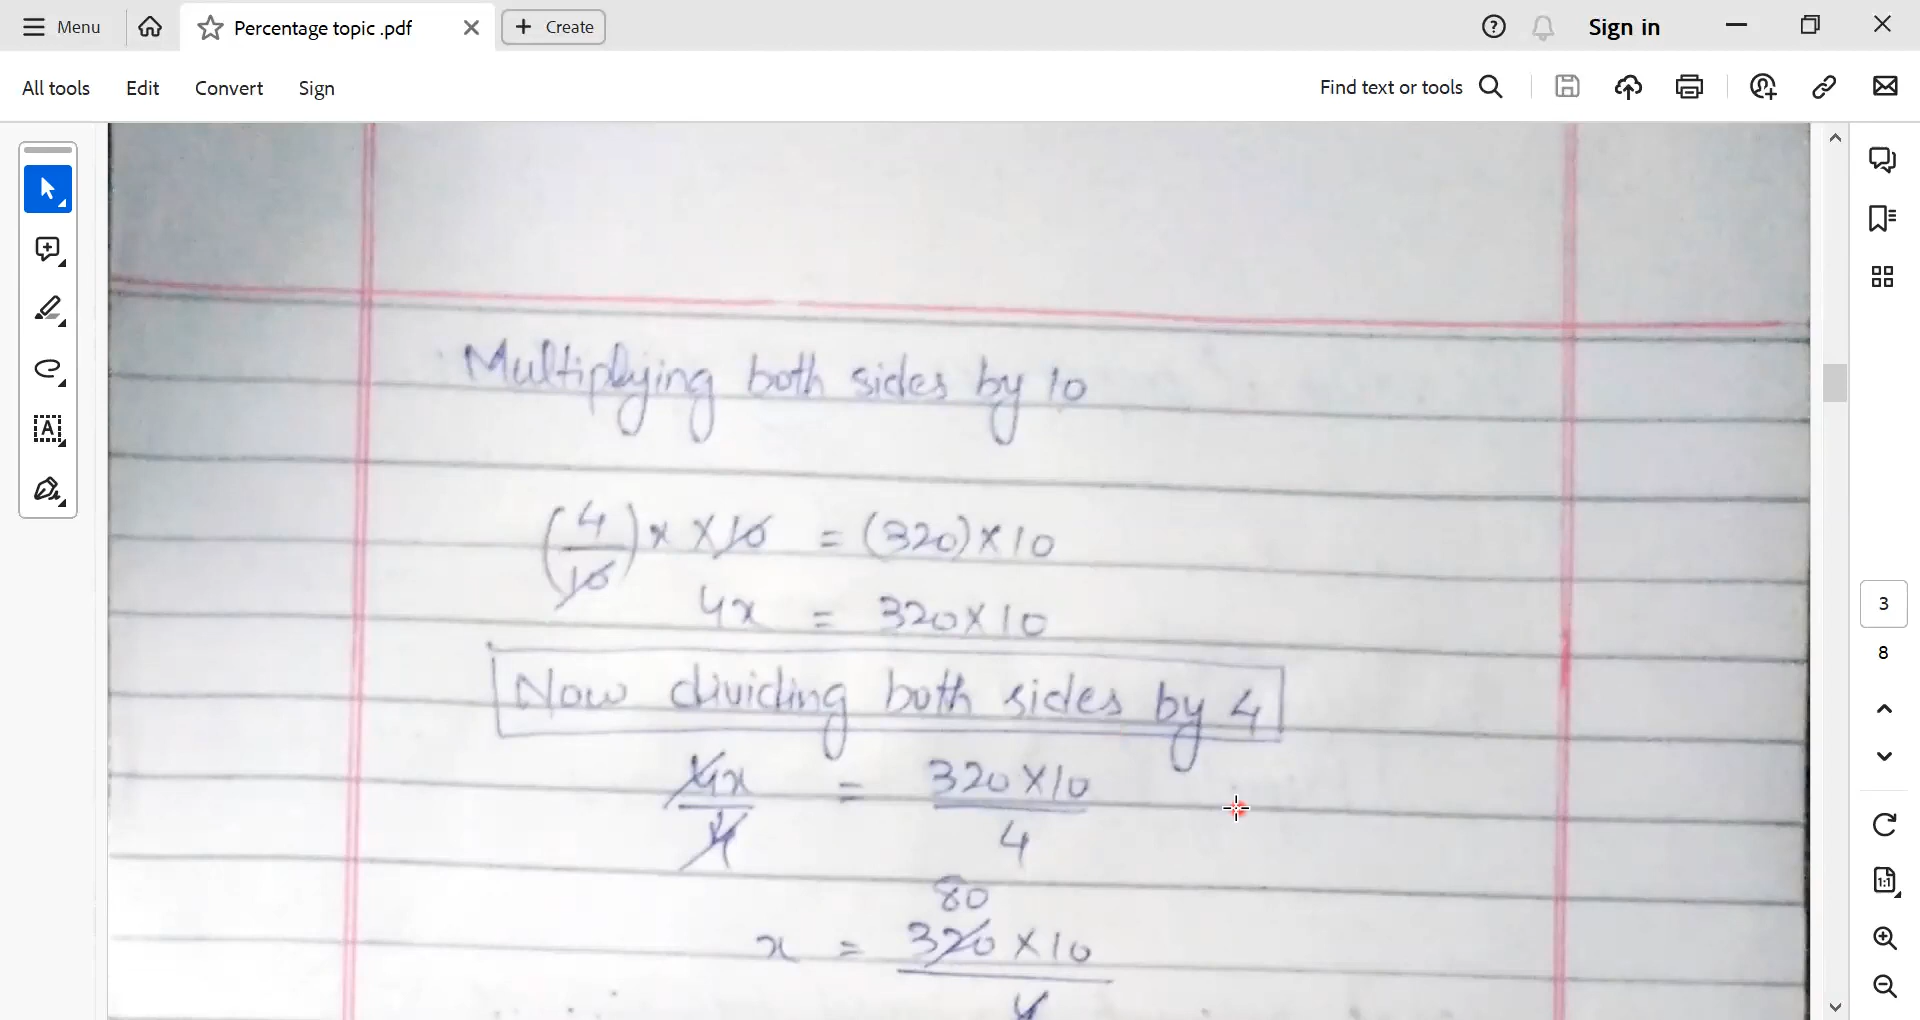 Menu
Percentage topic .pdf
Create
Sign in
All tools
Edit
Convert
Sign
Find text or tools
Multiplying both sides by 10
(4/10)x × 10 = (320)×10
4x = 320×10
Now dividing both sides by 4
4x/4 = 320×10/4
80
x = 320×10/4
3
8